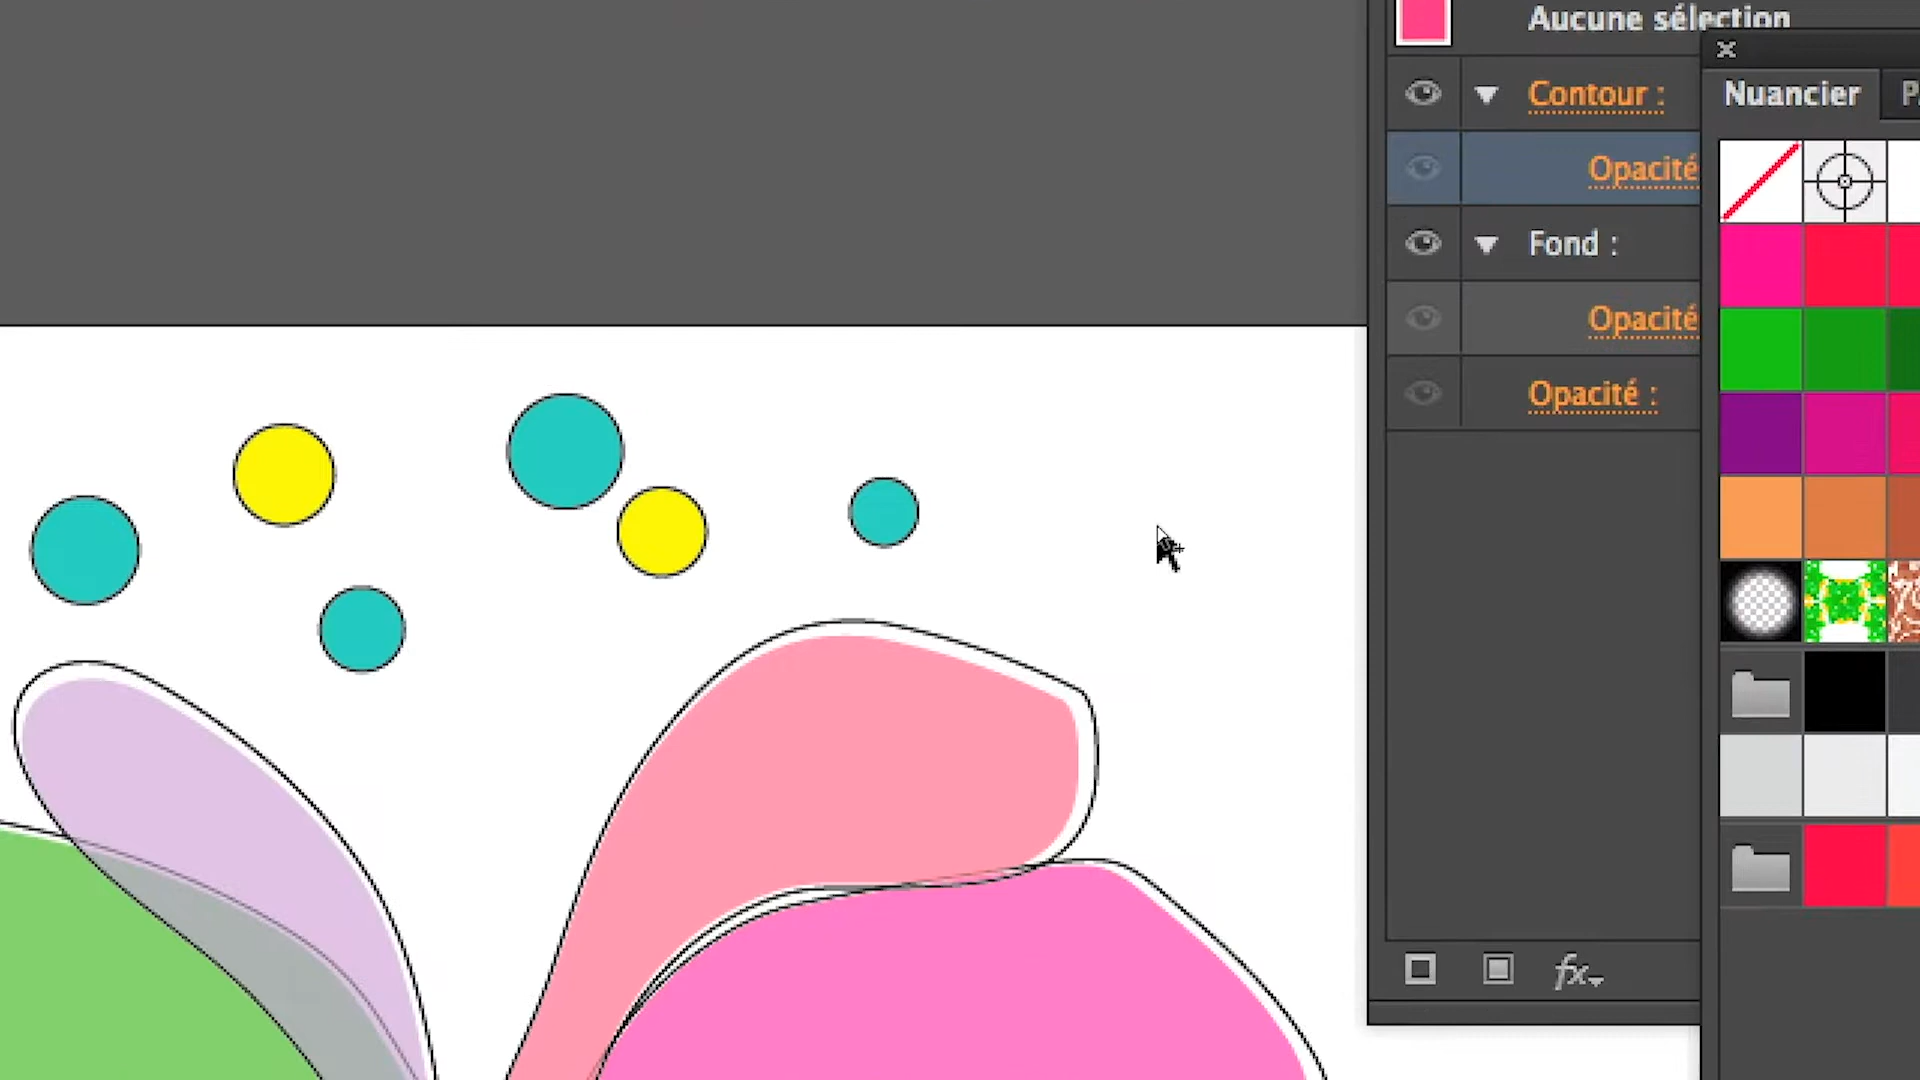 Aucune sélection
Contour :
Opacité
Fond :
Opacité
Opacité :
fx
Nuancier